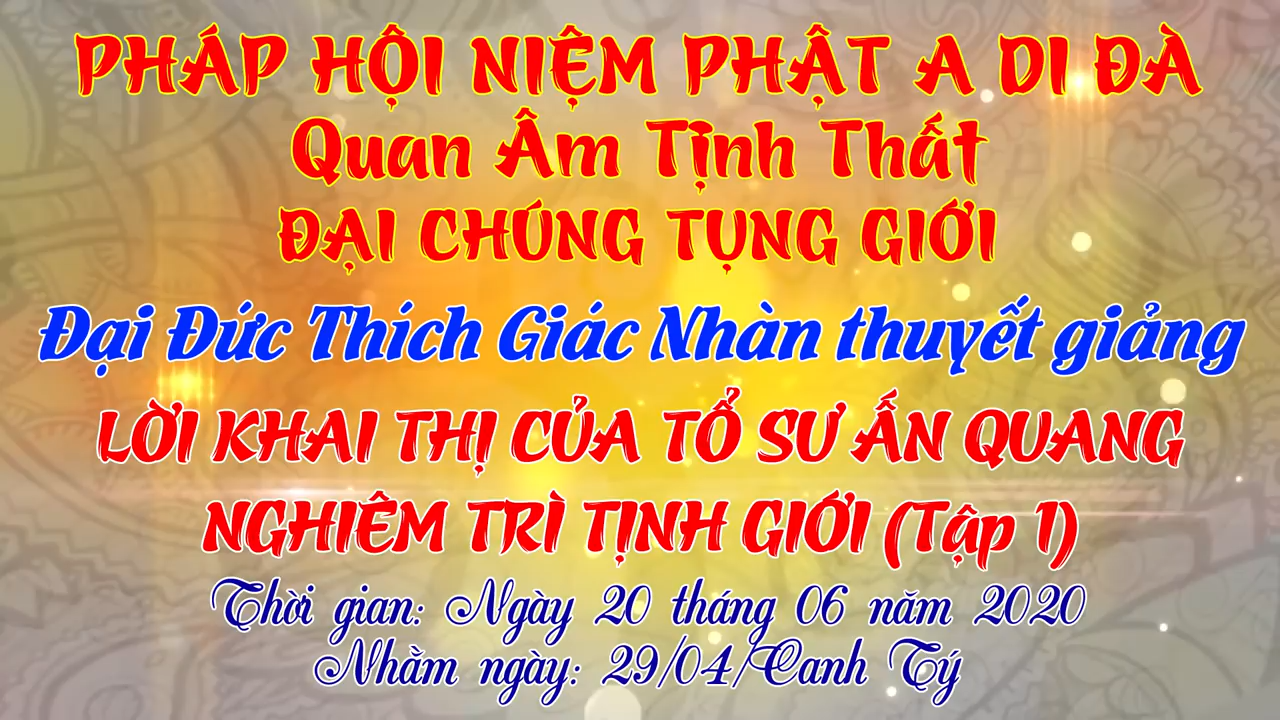 PHÁP HỘI NIỆM PHẬT A DI ĐÀ
Quan Âm Tịnh Thất
ĐẠI CHÚNG TỤNG GIỚI
Đại Đức Thích Giác Nhàn thuyết giảng
LỜI KHAI THỊ CỦA TỔ SƯ ẤN QUANG
NGHIÊM TRÌ TỊNH GIỚI (Tập 1)
Thời gian: Ngày 20 tháng 06 năm 2020
Nhằm ngày: 29/04/Canh Tý